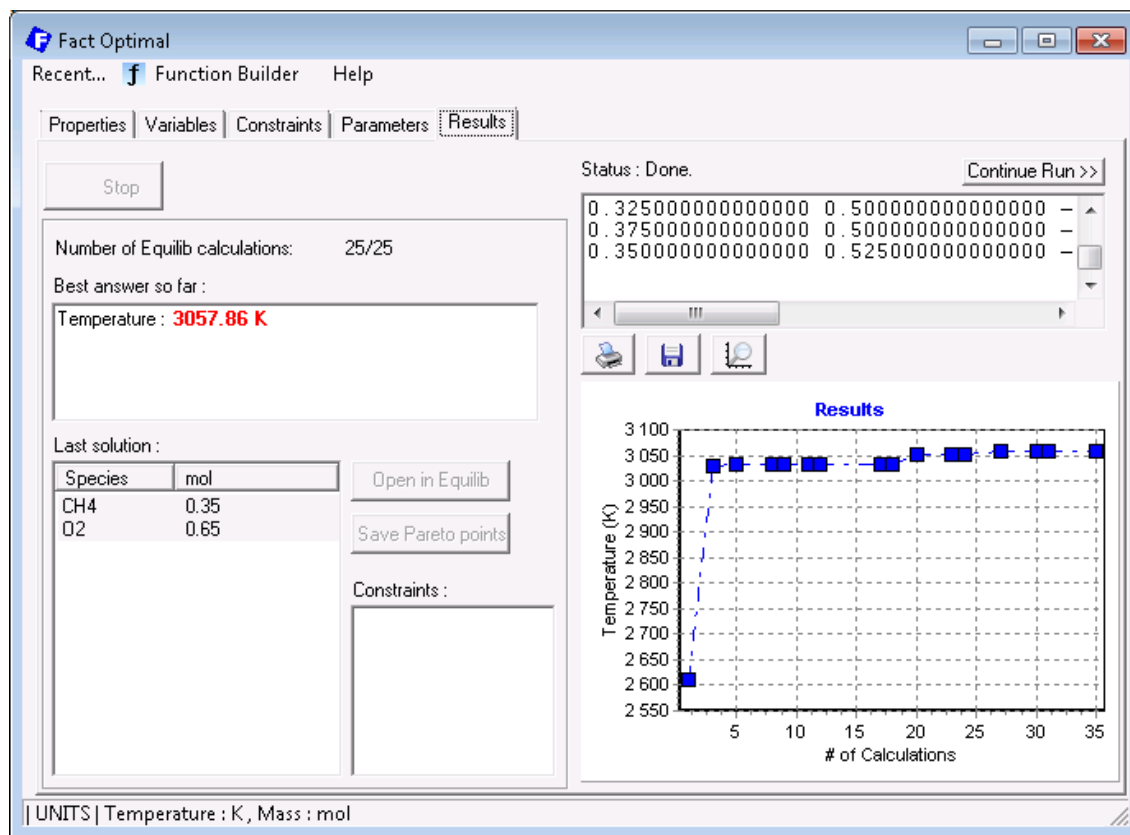 Fact Optimal
Recent... f Function Builder Help
Properties Variables Constraints Parameters Results
Stop
Number of Equilib calculations: 25/25
Best answer so far :
Temperature : 3057.86 K
Last solution :
Species mol
CH4 0.35
O2 0.65
Open in Equilib
Save Pareto points
Constraints :
Status : Done.
Continue Run >>
0.325000000000000 0.500000000000000 –
0.375000000000000 0.500000000000000 –
0.350000000000000 0.525000000000000 –
Results
Temperature (K)
3 100
3 050
3 000
2 950
2 900
2 850
2 800
2 750
2 700
2 650
2 600
2 550
5 10 15 20 25 30 35
# of Calculations
| UNITS | Temperature : K , Mass : mol